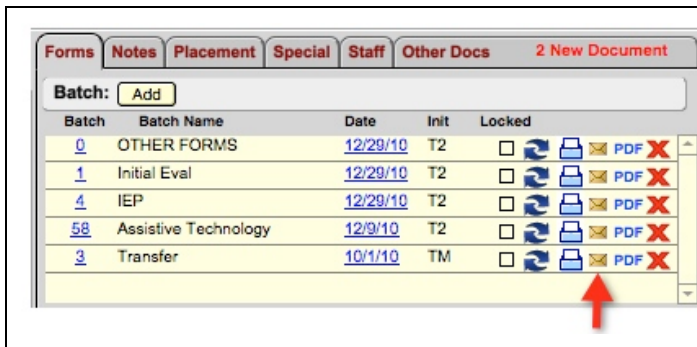 Forms Notes Placement Special Staff Other Docs 2 New Document
Batch: Add
Batch Batch Name Date Init Locked
0 OTHER FORMS 12/29/10 T2 PDF
1 Initial Eval 12/29/10 T2 PDF
4 IEP 12/29/10 T2 PDF
58 Assistive Technology 12/9/10 T2 PDF
3 Transfer 10/1/10 TM PDF